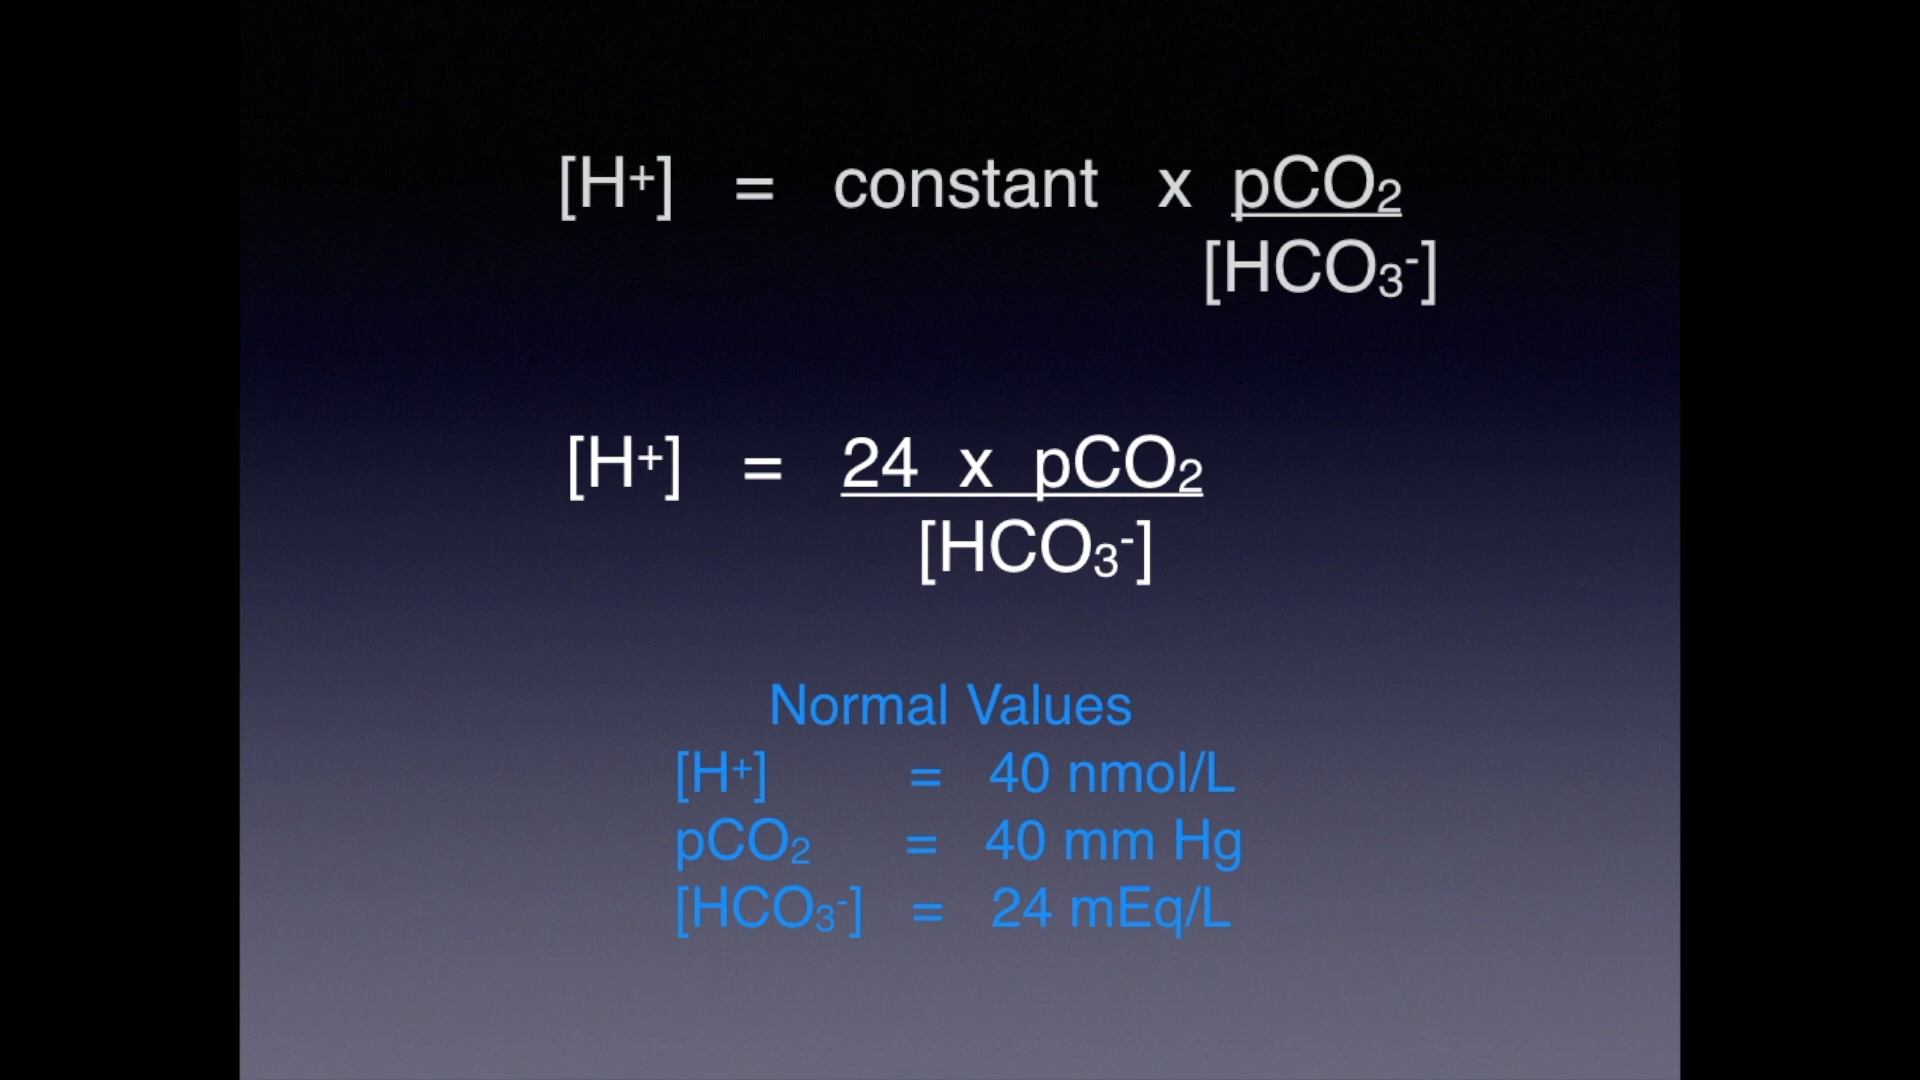 [H⁺] = constant x pCO₂
[HCO₃⁻]
[H⁺] = 24 x pCO₂
[HCO₃⁻]
Normal Values
[H⁺] = 40 nmol/L
pCO₂ = 40 mm Hg
[HCO₃⁻] = 24 mEq/L